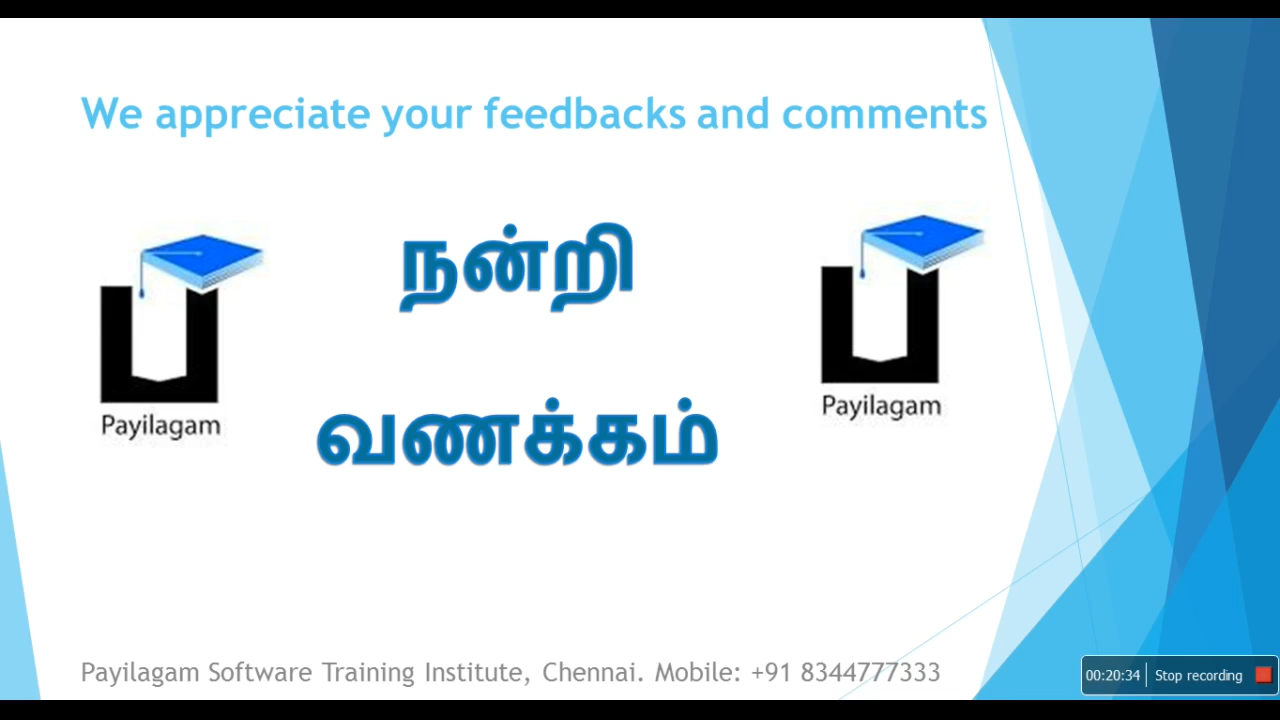 We appreciate your feedbacks and comments
நன்றி
வணக்கம்
Payilagam
Payilagam
Payilagam Software Training Institute, Chennai. Mobile: +91 8344777333
00:20:34 Stop recording